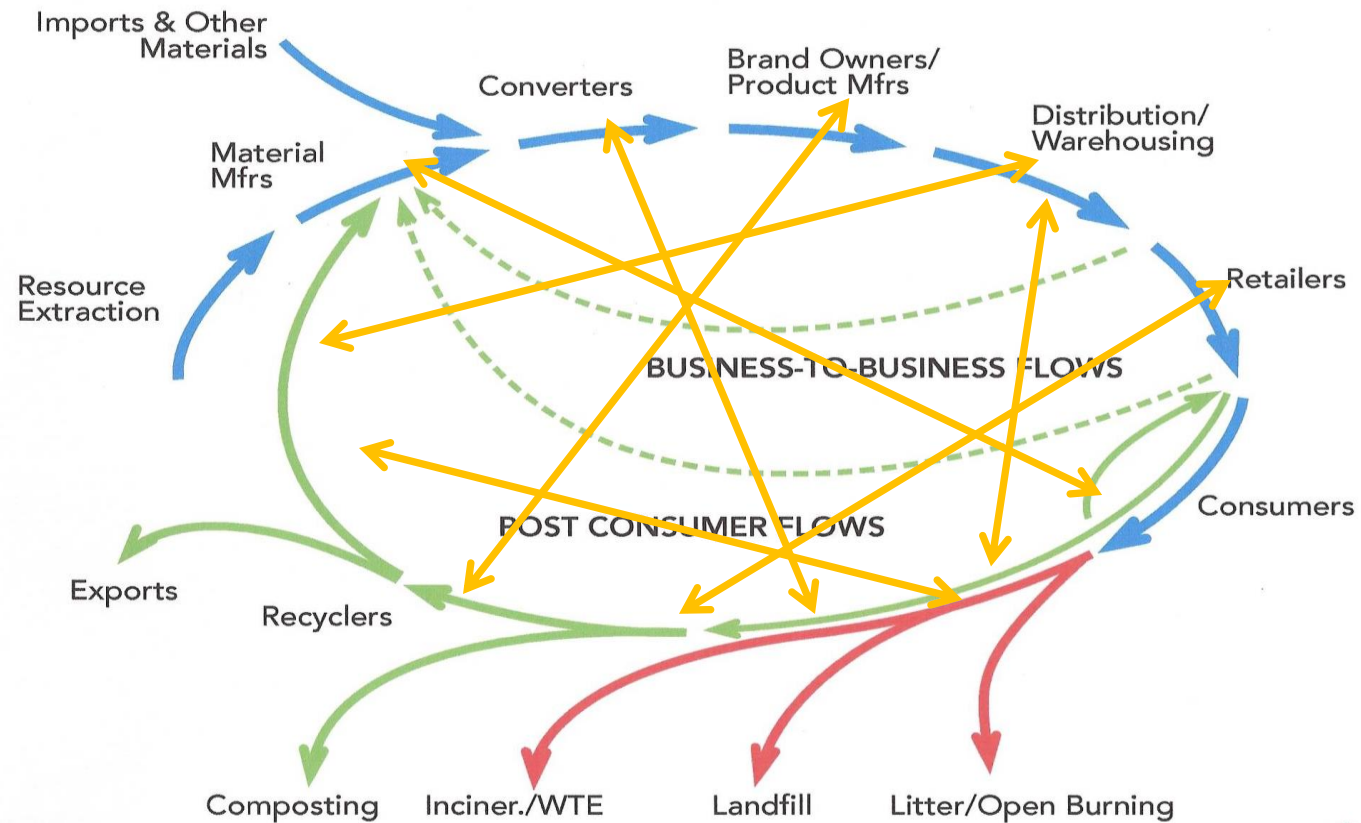 Imports & Other
Materials
Converters
Brand Owners/
Product Mfrs
Distribution/
Warehousing
Material
Mfrs
Resource
Extraction
Retailers
BUSINESS-TO-BUSINESS FLOWS
Consumers
POST CONSUMER FLOWS
Exports
Recyclers
Composting
Inciner./WTE
Landfill
Litter/Open Burning